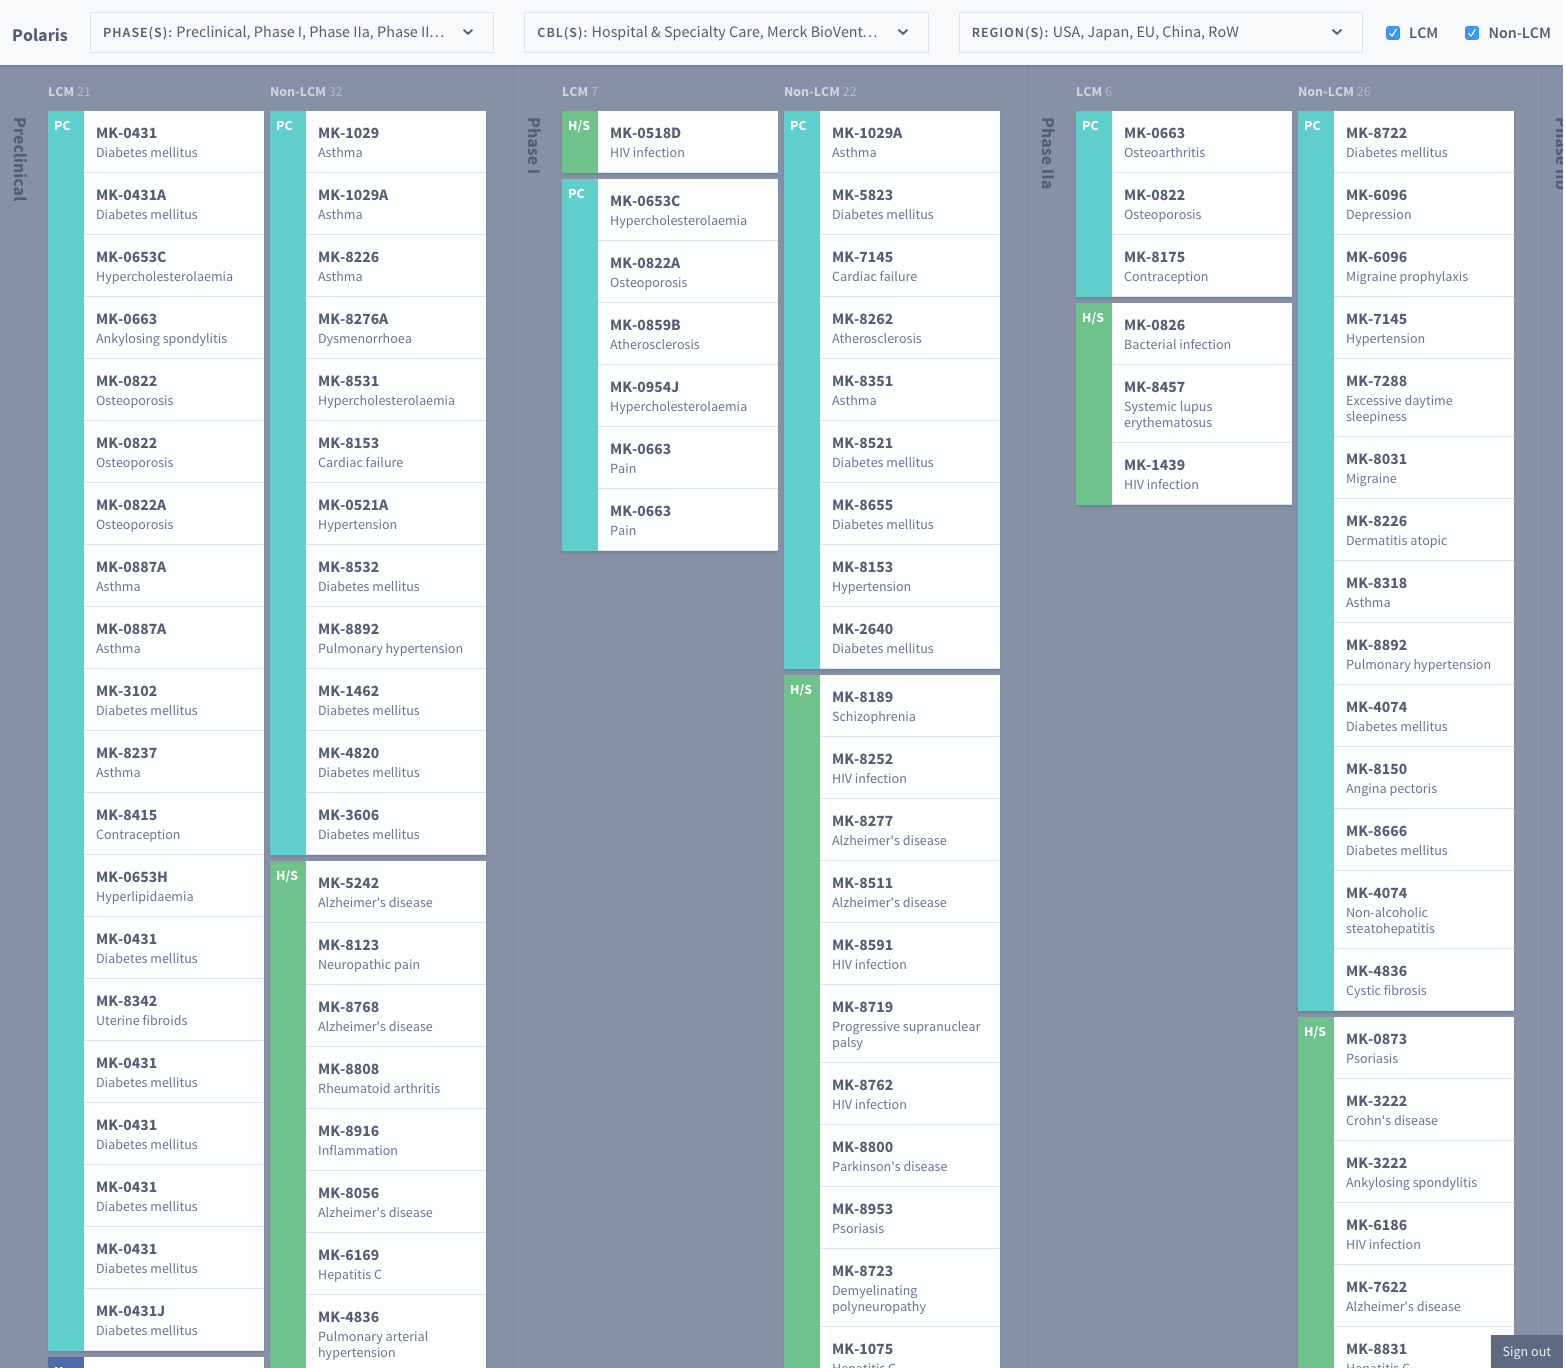 Polaris
PHASE(S): Preclinical, Phase I, Phase IIa, Phase II…
CBL(S): Hospital & Specialty Care, Merck BioVent…
REGION(S): USA, Japan, EU, China, RoW
LCM
Non-LCM
Preclinical
LCM 21
PC
MK-0431
Diabetes mellitus
MK-0431A
Diabetes mellitus
MK-0653C
Hypercholesterolaemia
MK-0663
Ankylosing spondylitis
MK-0822
Osteoporosis
MK-0822
Osteoporosis
MK-0822A
Osteoporosis
MK-0887A
Asthma
MK-0887A
Asthma
MK-3102
Diabetes mellitus
MK-8237
Asthma
MK-8415
Contraception
MK-0653H
Hyperlipidaemia
MK-0431
Diabetes mellitus
MK-8342
Uterine fibroids
MK-0431
Diabetes mellitus
MK-0431
Diabetes mellitus
MK-0431
Diabetes mellitus
MK-0431
Diabetes mellitus
MK-0431J
Diabetes mellitus
Non-LCM 32
PC
MK-1029
Asthma
MK-1029A
Asthma
MK-8226
Asthma
MK-8276A
Dysmenorrhoea
MK-8531
Hypercholesterolaemia
MK-8153
Cardiac failure
MK-0521A
Hypertension
MK-8532
Diabetes mellitus
MK-8892
Pulmonary hypertension
MK-1462
Diabetes mellitus
MK-4820
Diabetes mellitus
MK-3606
Diabetes mellitus
H/S
MK-5242
Alzheimer's disease
MK-8123
Neuropathic pain
MK-8768
Alzheimer's disease
MK-8808
Rheumatoid arthritis
MK-8916
Inflammation
MK-8056
Alzheimer's disease
MK-6169
Hepatitis C
MK-4836
Pulmonary arterial
hypertension
Phase I
LCM 7
H/S
MK-0518D
HIV infection
PC
MK-0653C
Hypercholesterolaemia
MK-0822A
Osteoporosis
MK-0859B
Atherosclerosis
MK-0954J
Hypercholesterolaemia
MK-0663
Pain
MK-0663
Pain
Non-LCM 22
PC
MK-1029A
Asthma
MK-5823
Diabetes mellitus
MK-7145
Cardiac failure
MK-8262
Atherosclerosis
MK-8351
Asthma
MK-8521
Diabetes mellitus
MK-8655
Diabetes mellitus
MK-8153
Hypertension
MK-2640
Diabetes mellitus
H/S
MK-8189
Schizophrenia
MK-8252
HIV infection
MK-8277
Alzheimer's disease
MK-8511
Alzheimer's disease
MK-8591
HIV infection
MK-8719
Progressive supranuclear
palsy
MK-8762
HIV infection
MK-8800
Parkinson's disease
MK-8953
Psoriasis
MK-8723
Demyelinating
polyneuropathy
MK-1075
Hepatitis C
Phase IIa
LCM 6
PC
MK-0663
Osteoarthritis
MK-0822
Osteoporosis
MK-8175
Contraception
H/S
MK-0826
Bacterial infection
MK-8457
Systemic lupus
erythematosus
MK-1439
HIV infection
Non-LCM 26
PC
MK-8722
Diabetes mellitus
MK-6096
Depression
MK-6096
Migraine prophylaxis
MK-7145
Hypertension
MK-7288
Excessive daytime
sleepiness
MK-8031
Migraine
MK-8226
Dermatitis atopic
MK-8318
Asthma
MK-8892
Pulmonary hypertension
MK-4074
Diabetes mellitus
MK-8150
Angina pectoris
MK-8666
Diabetes mellitus
MK-4074
Non-alcoholic
steatohepatitis
MK-4836
Cystic fibrosis
H/S
MK-0873
Psoriasis
MK-3222
Crohn's disease
MK-3222
Ankylosing spondylitis
MK-6186
HIV infection
MK-7622
Alzheimer's disease
MK-8831
Hepatitis C
Phase IIb
Sign out